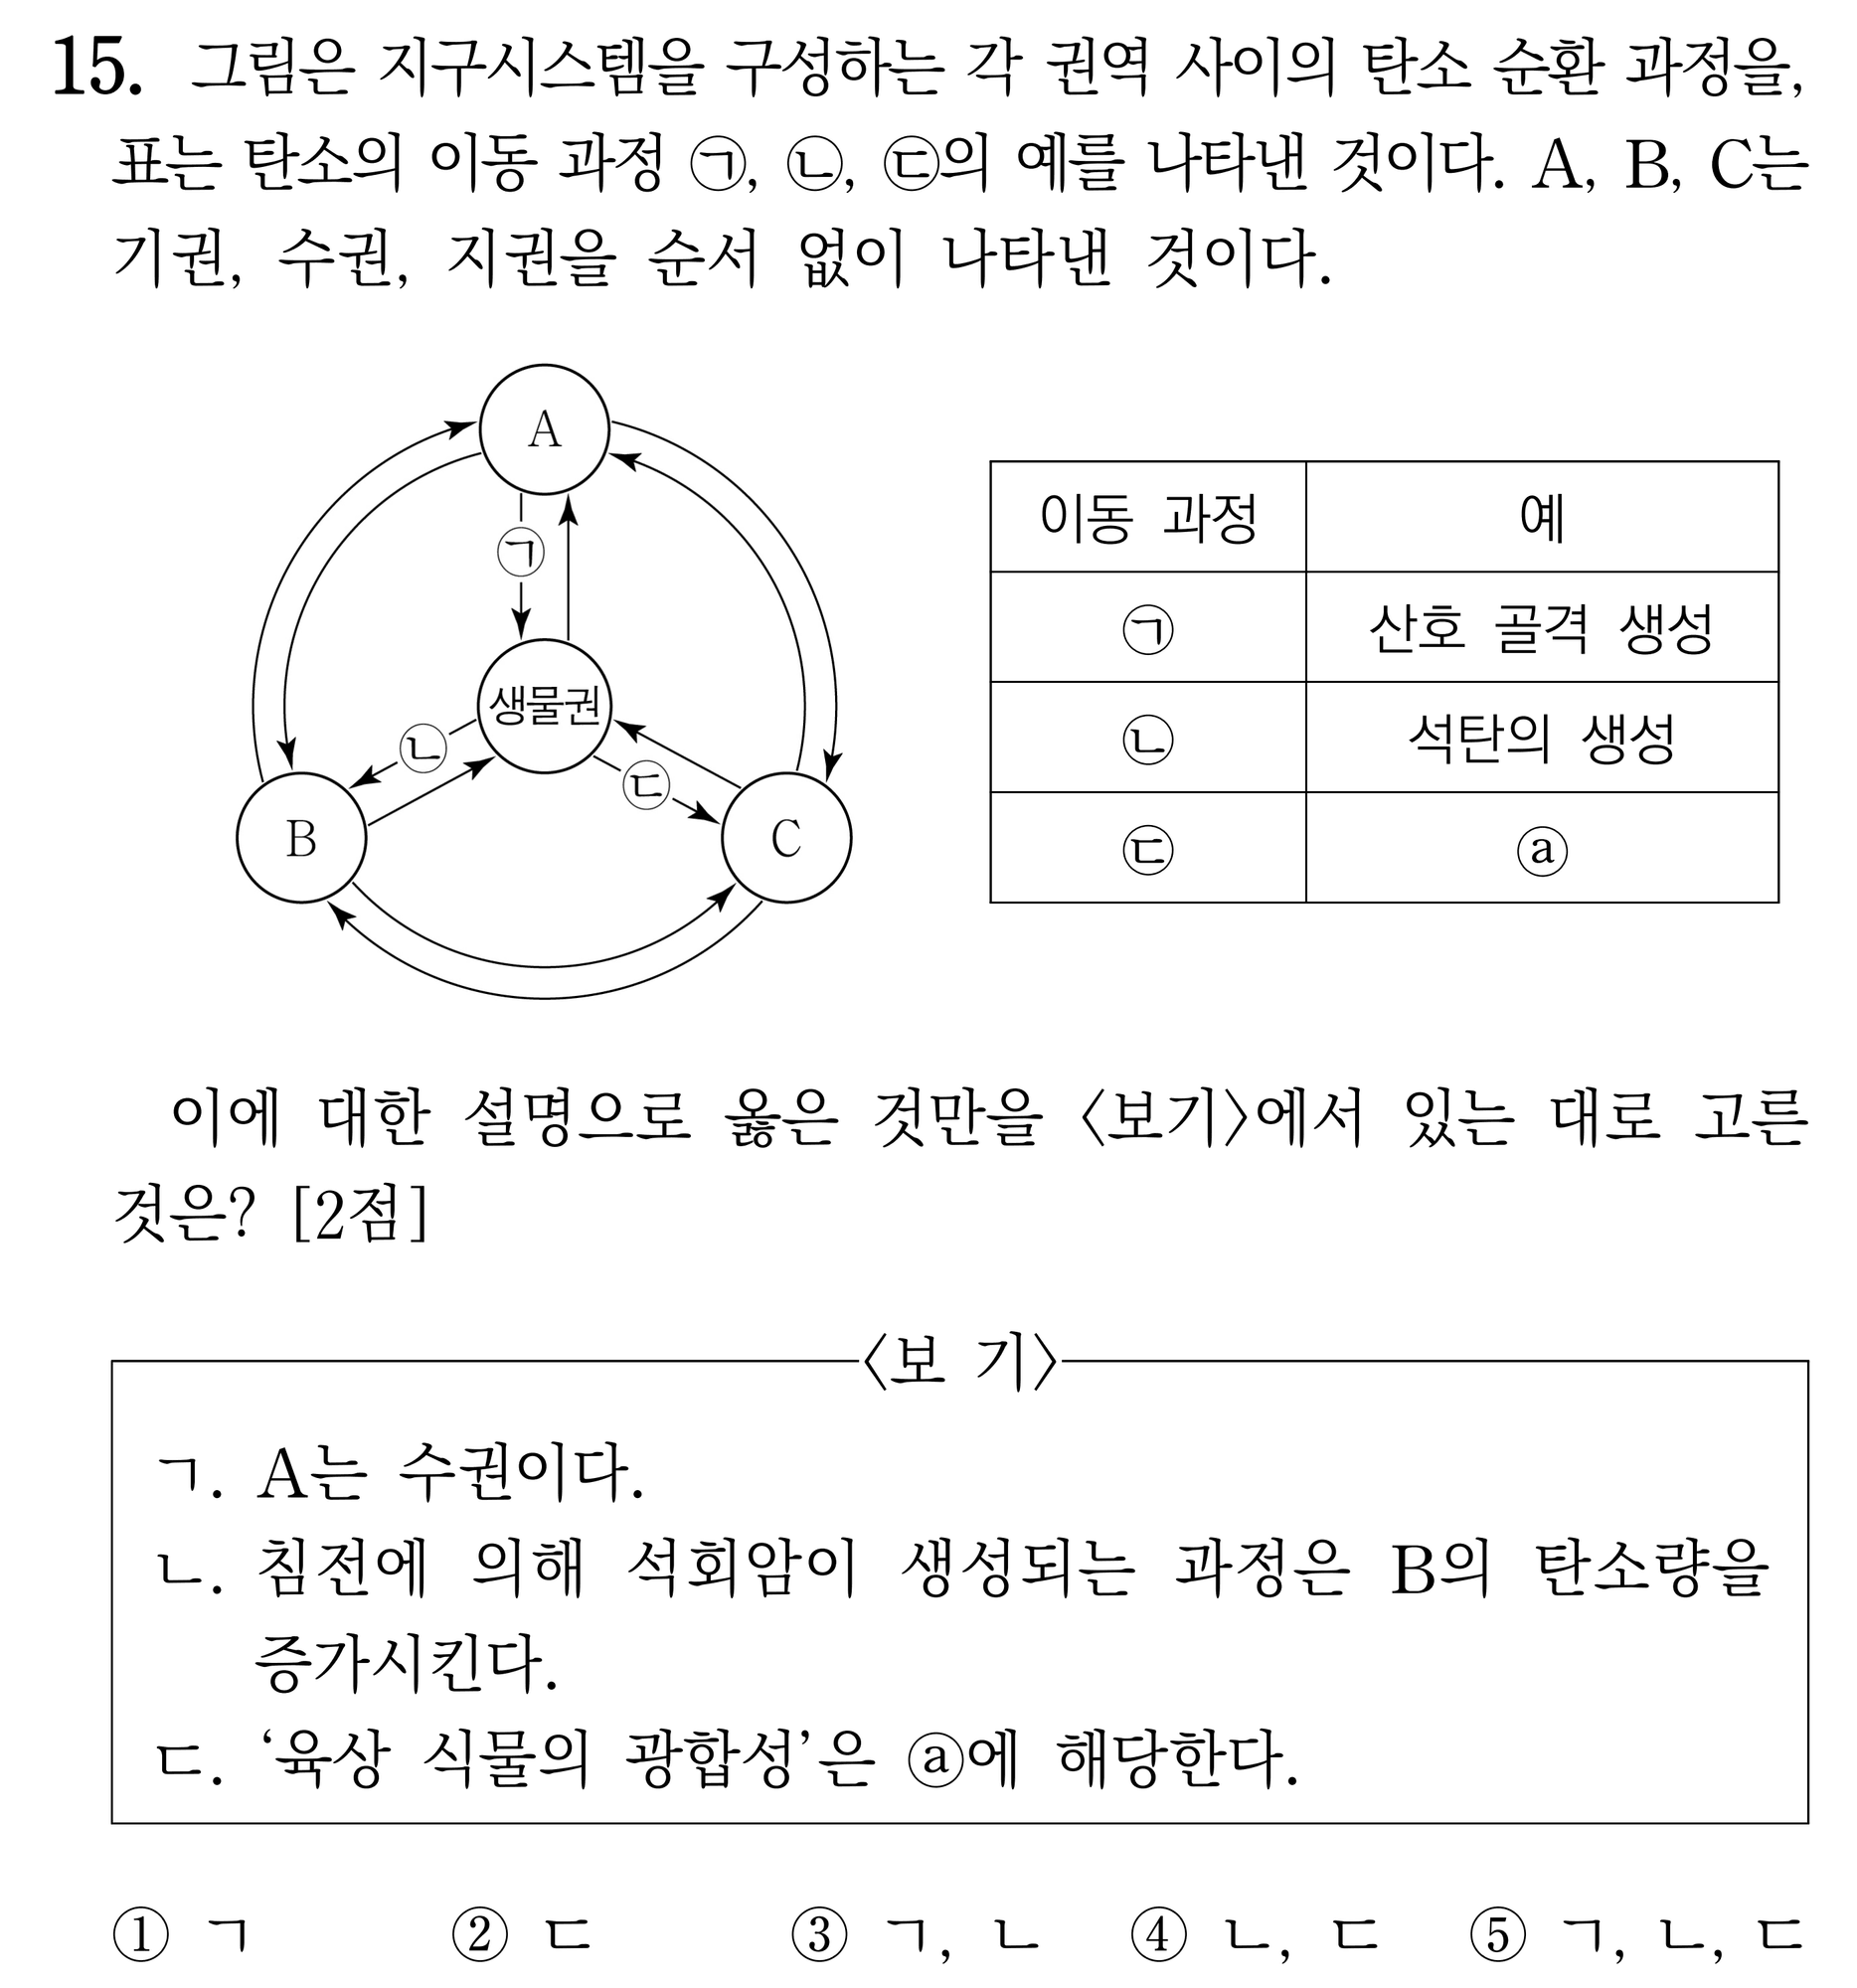 15. 그림은 지구시스템을 구성하는 각 권역 사이의 탄소 순환 과정을,
표는 탄소의 이동 과정 ㉠, ㉡, ㉢의 예를 나타낸 것이다. A, B, C는
기권, 수권, 지권을 순서 없이 나타낸 것이다.
A
㉠
생물권
㉡
㉢
B
C
이동 과정 예
㉠ 산호 골격 생성
㉡ 석탄의 생성
㉢ ⓐ
이에 대한 설명으로 옳은 것만을 〈보기〉에서 있는 대로 고른
것은? [2점]
〈보 기〉
ㄱ. A는 수권이다.
ㄴ. 침전에 의해 석회암이 생성되는 과정은 B의 탄소량을
증가시킨다.
ㄷ. ‘육상 식물의 광합성’은 ⓐ에 해당한다.
① ㄱ ② ㄷ ③ ㄱ, ㄴ ④ ㄴ, ㄷ ⑤ ㄱ, ㄴ, ㄷ